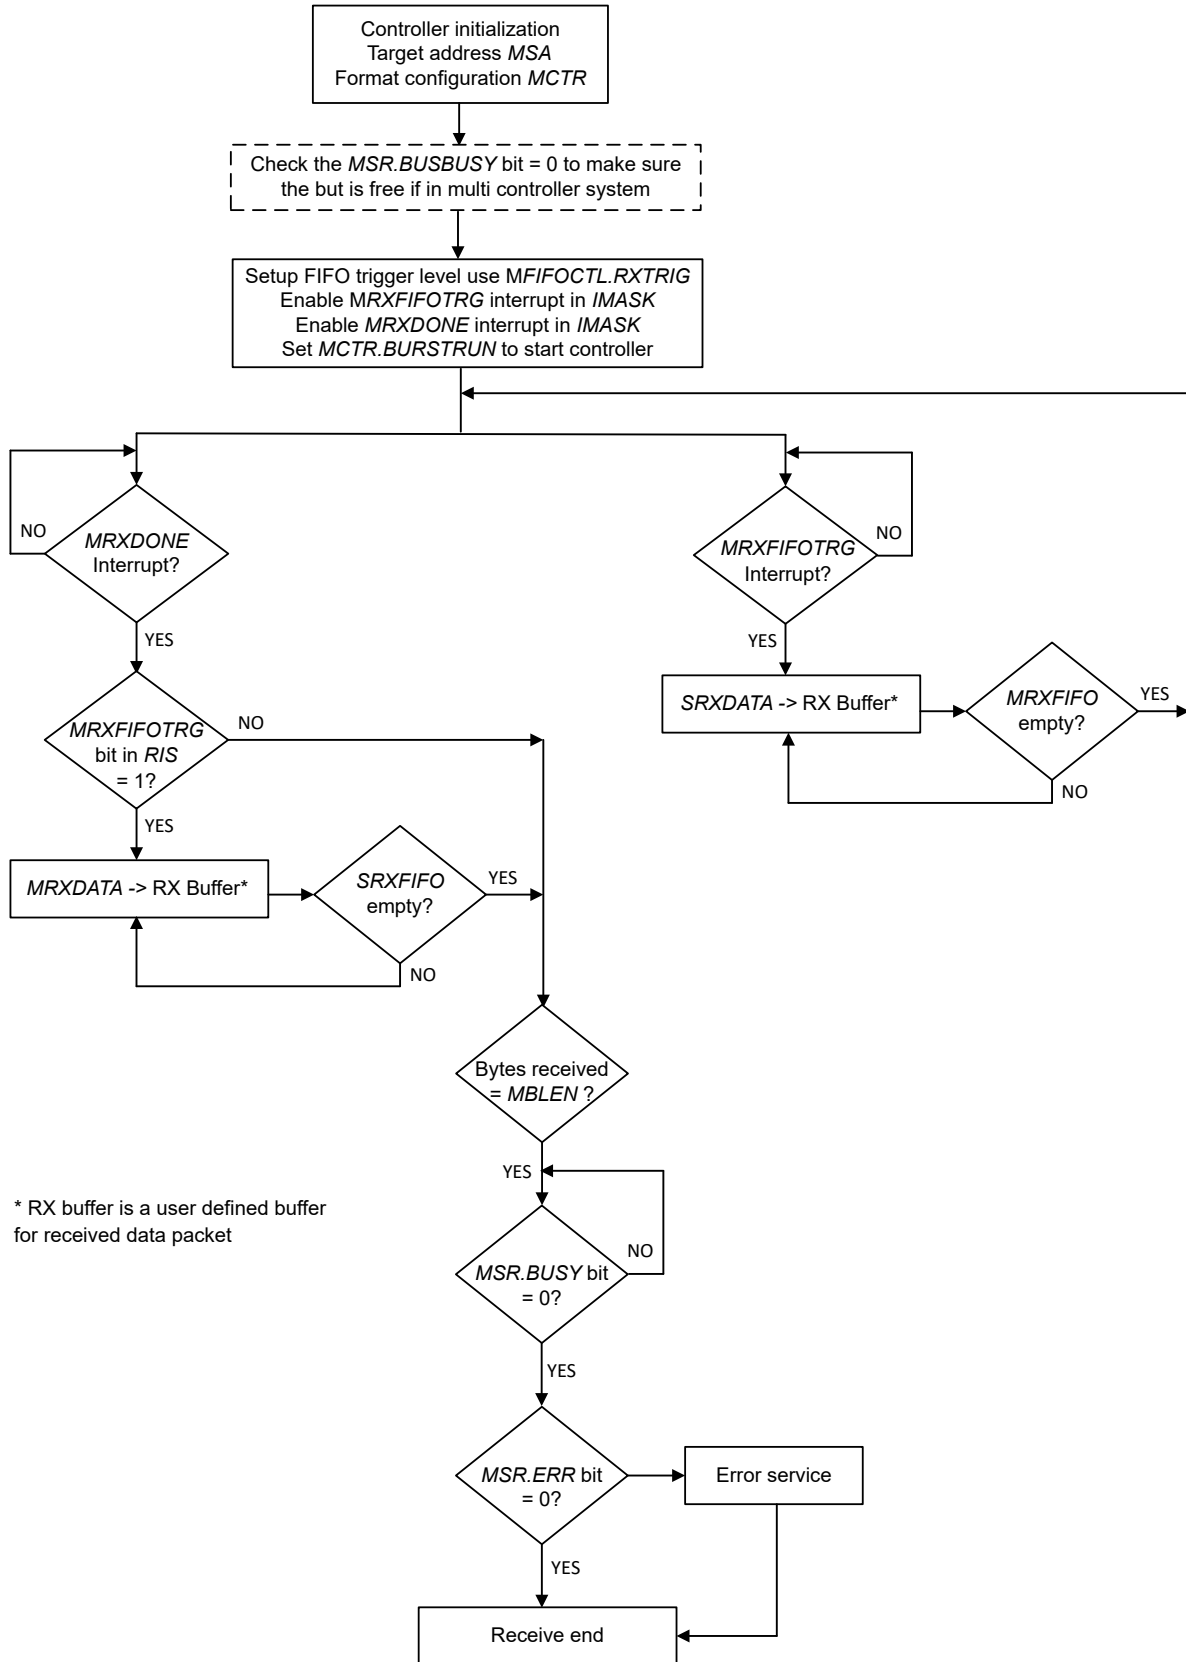 Controller initialization
Target address MSA
Format configuration MCTR
Check the MSR.BUSBUSY bit = 0 to make sure
the but is free if in multi controller system
Setup FIFO trigger level use MFIFOCTL.RXTRIG
Enable MRXFIFOTRG interrupt in IMASK
Enable MRXDONE interrupt in IMASK
Set MCTR.BURSTRUN to start controller
NO
MRXDONE
Interrupt?
YES
NO
MRXFIFOTRG
Interrupt?
YES
MRXFIFOTRG
bit in RIS
= 1?
NO
YES
SRXDATA -> RX Buffer*
MRXFIFO
empty?
YES
NO
MRXDATA -> RX Buffer*
SRXFIFO
empty?
YES
NO
Bytes received
= MBLEN ?
YES
* RX buffer is a user defined buffer
for received data packet
NO
MSR.BUSY bit
= 0?
YES
MSR.ERR bit
= 0?
Error service
YES
Receive end